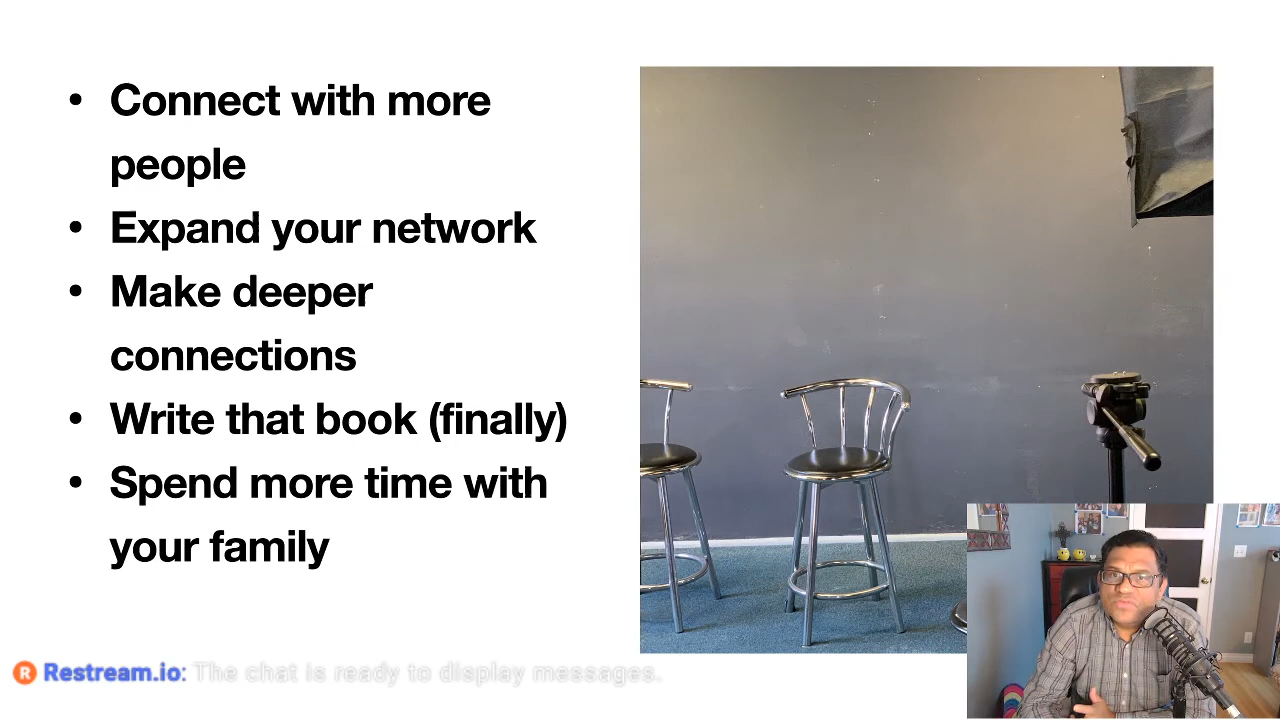 • Connect with more
people
• Expand your network
• Make deeper
connections
• Write that book (finally)
• Spend more time with
your family
R Restream.io: The chat is ready to display messages.